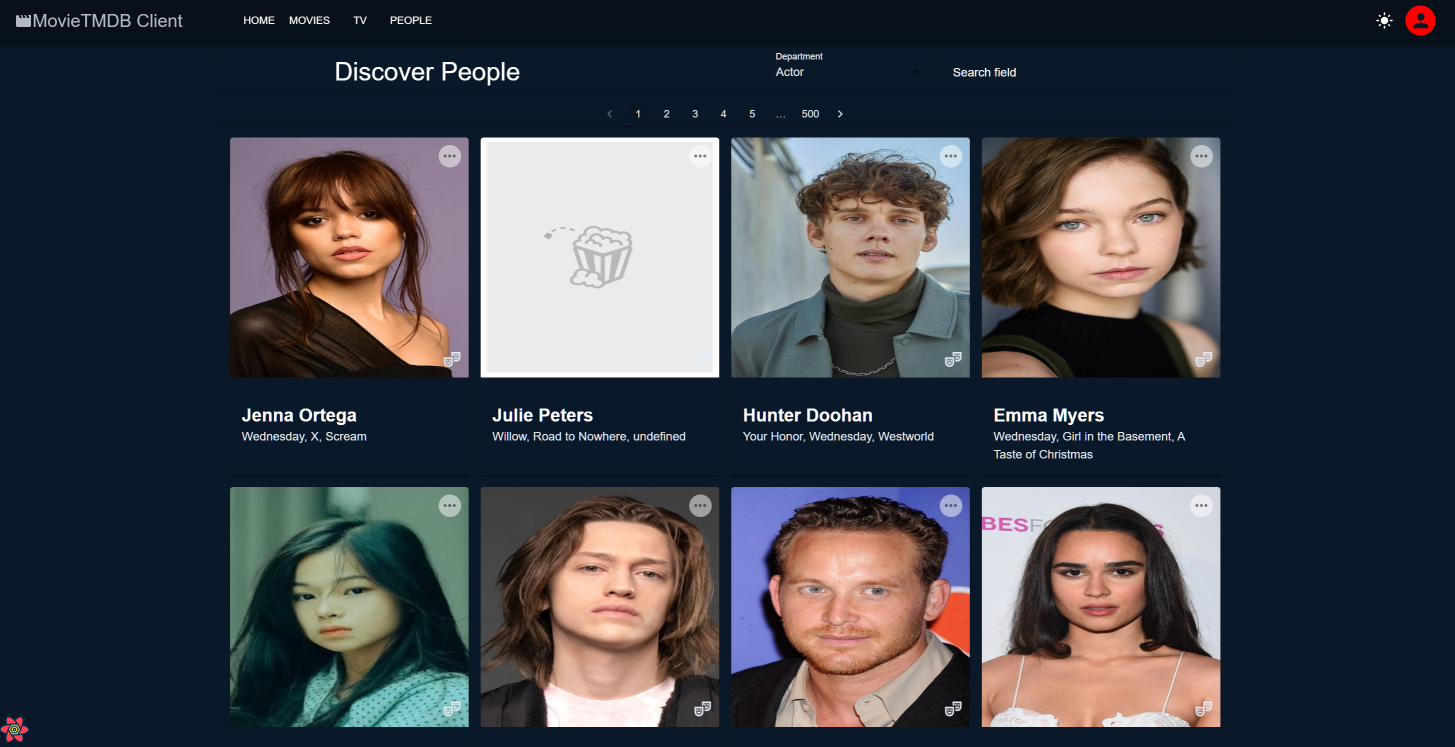 MovieTMDB Client
HOME MOVIES TV PEOPLE
Discover People
Department
Actor
Search field
1 2 3 4 5 ... 500
Jenna Ortega
Wednesday, X, Scream
Julie Peters
Willow, Road to Nowhere, undefined
Hunter Doohan
Your Honor, Wednesday, Westworld
Emma Myers
Wednesday, Girl in the Basement, A
Taste of Christmas